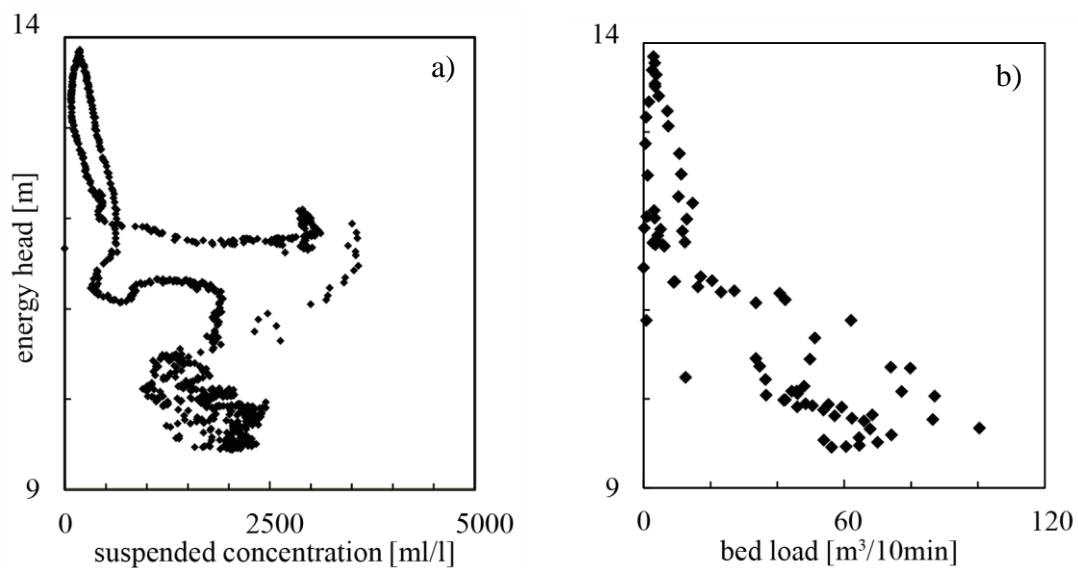 14
a)
energy head [m]
9
0 2500 5000
suspended concentration [ml/l]
14
b)
9
0 60 120
bed load [m³/10min]